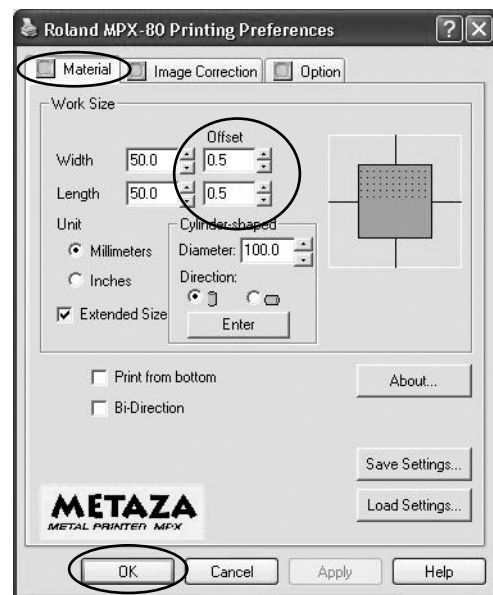 Roland MPX-80 Printing Preferences
Material Image Correction Option
Work Size
Offset
Width 50.0 0.5
Length 50.0 0.5
Unit
Millimeters
Inches
Extended Size
Cylinder-shaped
Diameter: 100.0
Direction:
Enter
Print from bottom
Bi-Direction
About...
Save Settings...
Load Settings...
METAZA
METAL PRINTER MPX
OK Cancel Apply Help